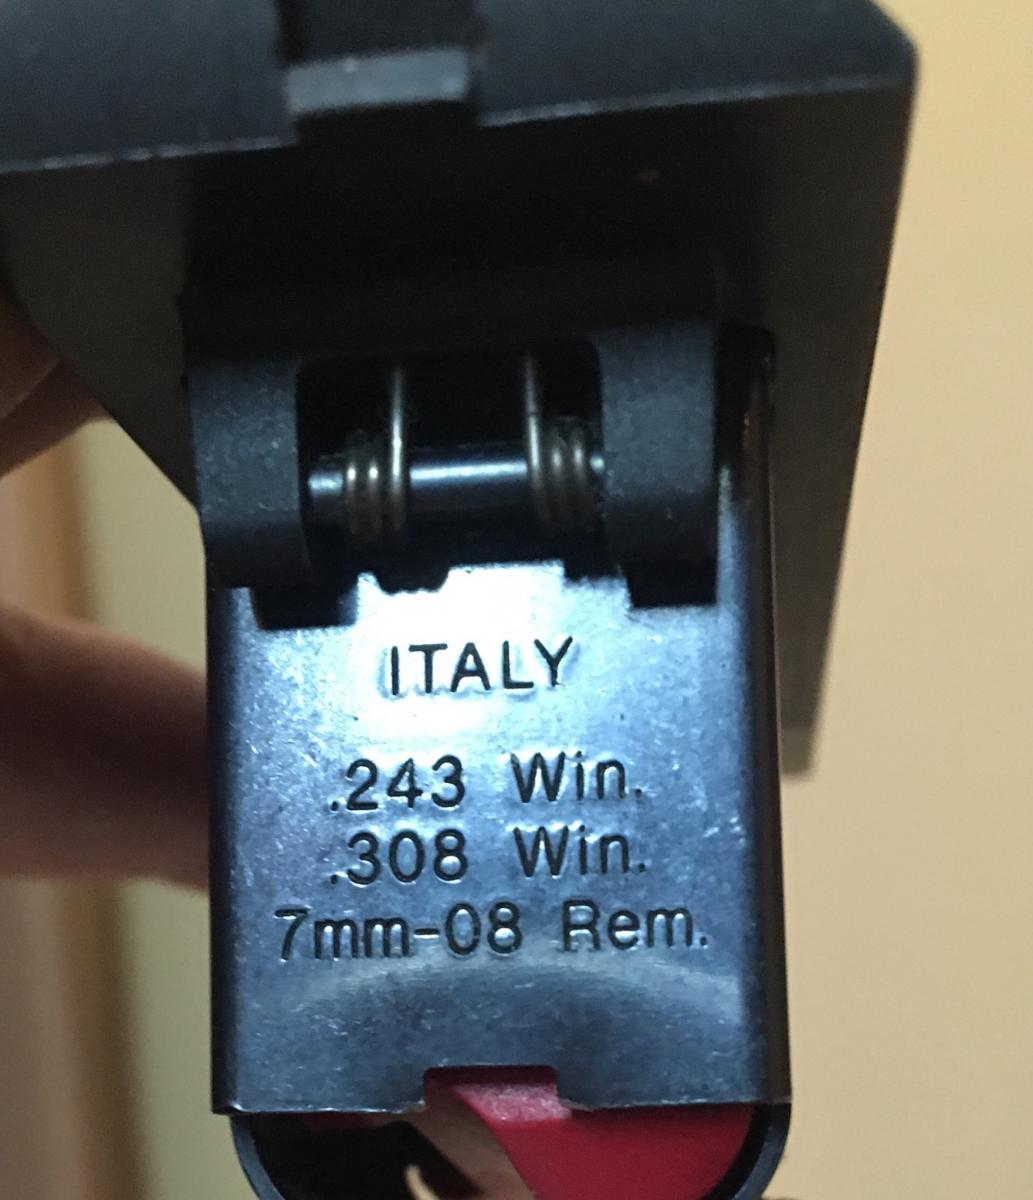 ITALY
.243 Win.
.308 Win.
7mm-08 Rem.